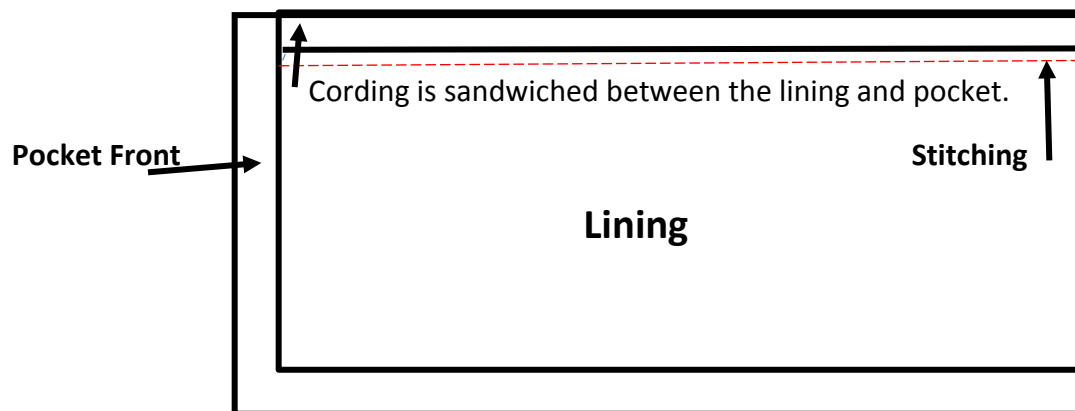 Cording is sandwiched between the lining and pocket.
Pocket Front
Stitching
Lining